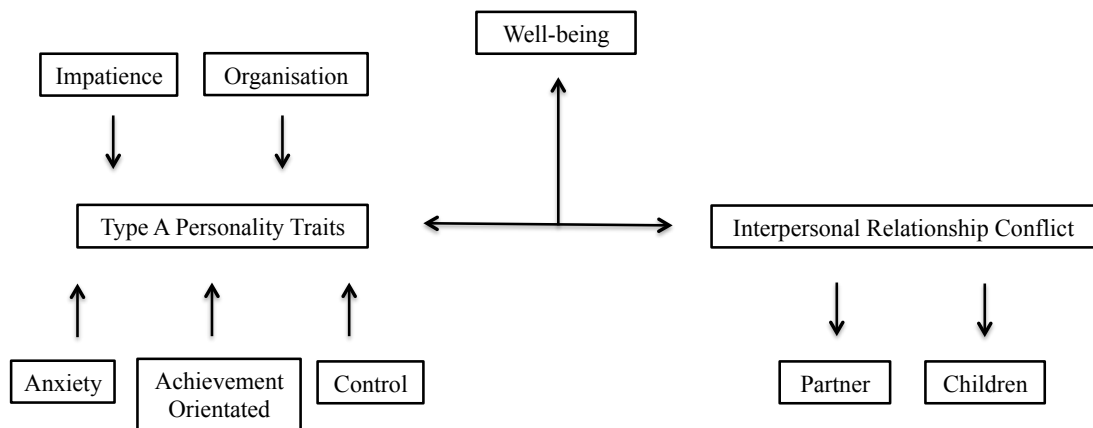 Well-being
Impatience
Organisation
Type A Personality Traits
Interpersonal Relationship Conflict
Anxiety
Achievement
Orientated
Control
Partner
Children